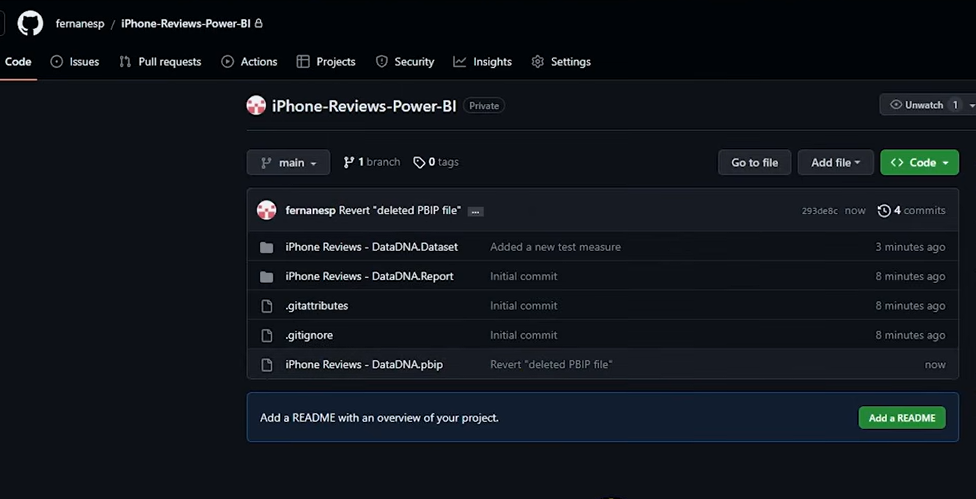 fernanesp / iPhone-Reviews-Power-BI
Code Issues Pull requests Actions Projects Security Insights Settings
iPhone-Reviews-Power-BI Private Unwatch 1
main 1 branch 0 tags Go to file Add file Code
fernanesp Revert "deleted PBIP file" ... 293de8c now 4 commits
iPhone Reviews - DataDNA.Dataset Added a new test measure 3 minutes ago
iPhone Reviews - DataDNA.Report Initial commit 8 minutes ago
.gitattributes Initial commit 8 minutes ago
.gitignore Initial commit 8 minutes ago
iPhone Reviews - DataDNA.pbip Revert "deleted PBIP file" now
Add a README with an overview of your project. Add a README